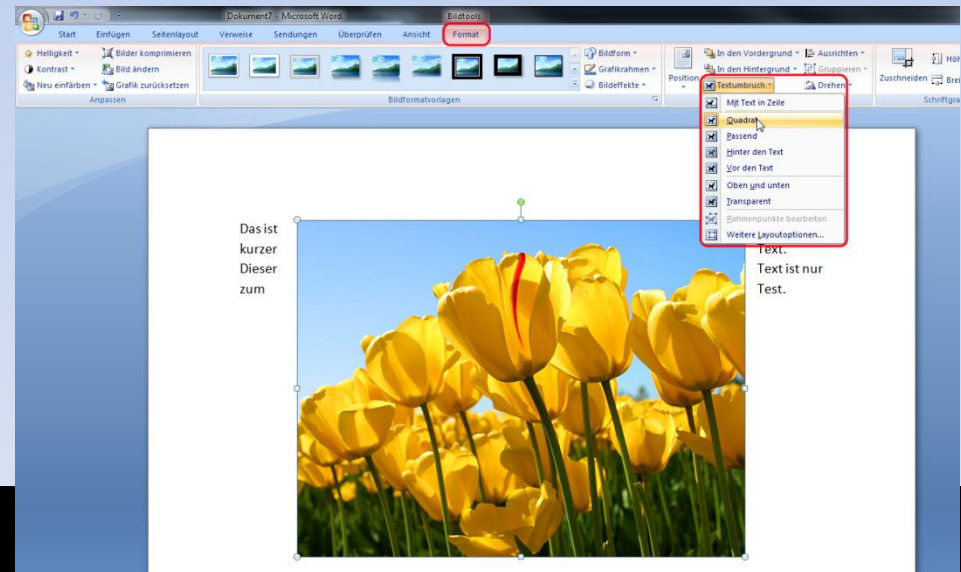 Dokument7 - Microsoft Word
Bildtools
Start Einfügen Seitenlayout Verweise Sendungen Überprüfen Ansicht Format
Helligkeit
Kontrast
Neu einfärben
Bilder komprimieren
Bild ändern
Grafik zurücksetzen
Anpassen
Bildformatvorlagen
Bildform
Grafikrahmen
Bildeffekte
Position
In den Vordergrund
In den Hintergrund
Textumbruch
Ausrichten
Gruppieren
Drehen
Zuschneiden
Mit Text in Zeile
Quadrat
Passend
Hinter den Text
Vor den Text
Oben und unten
Transparent
Rahmenpunkte bearbeiten
Weitere Layoutoptionen...
Das ist
kurzer Text.
Dieser Text ist nur
zum Test.